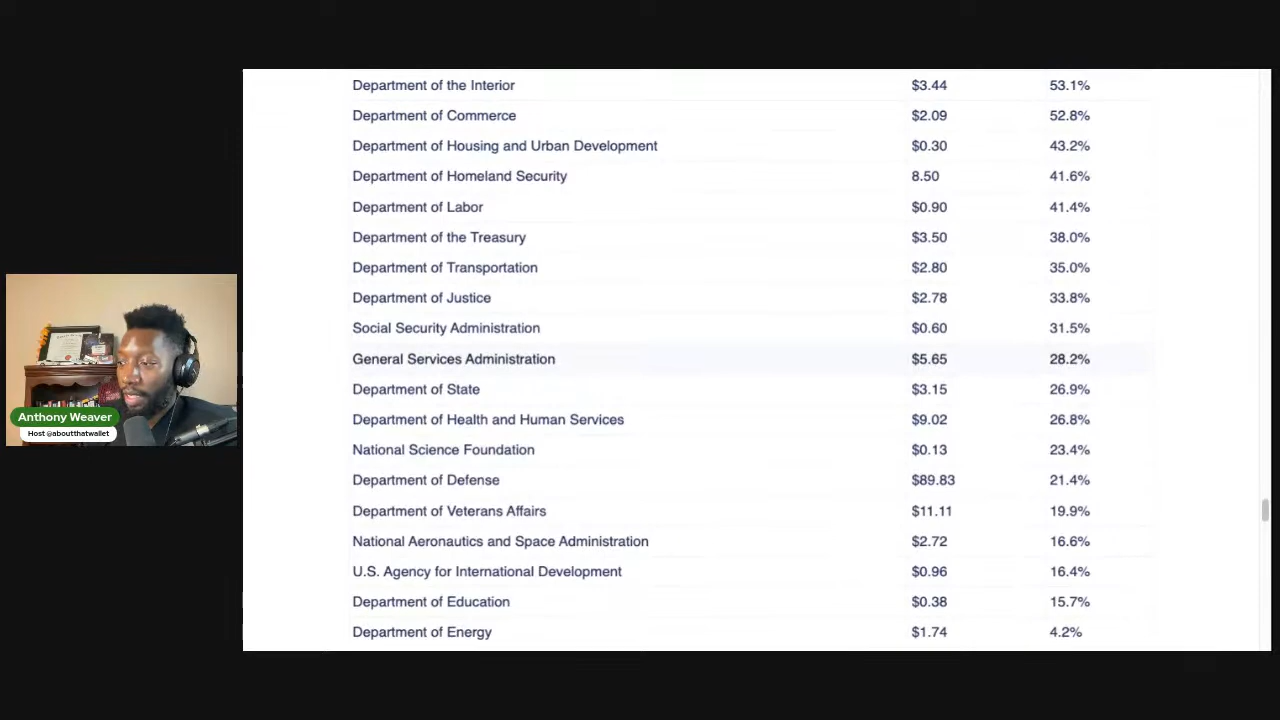 Department of the Interior $3.44 53.1%
Department of Commerce $2.09 52.8%
Department of Housing and Urban Development $0.30 43.2%
Department of Homeland Security 8.50 41.6%
Department of Labor $0.90 41.4%
Department of the Treasury $3.50 38.0%
Department of Transportation $2.80 35.0%
Department of Justice $2.78 33.8%
Social Security Administration $0.60 31.5%
General Services Administration $5.65 28.2%
Department of State $3.15 26.9%
Department of Health and Human Services $9.02 26.8%
National Science Foundation $0.13 23.4%
Department of Defense $89.83 21.4%
Department of Veterans Affairs $11.11 19.9%
National Aeronautics and Space Administration $2.72 16.6%
U.S. Agency for International Development $0.96 16.4%
Department of Education $0.38 15.7%
Department of Energy $1.74 4.2%
Anthony Weaver
Host @aboutthatwallet